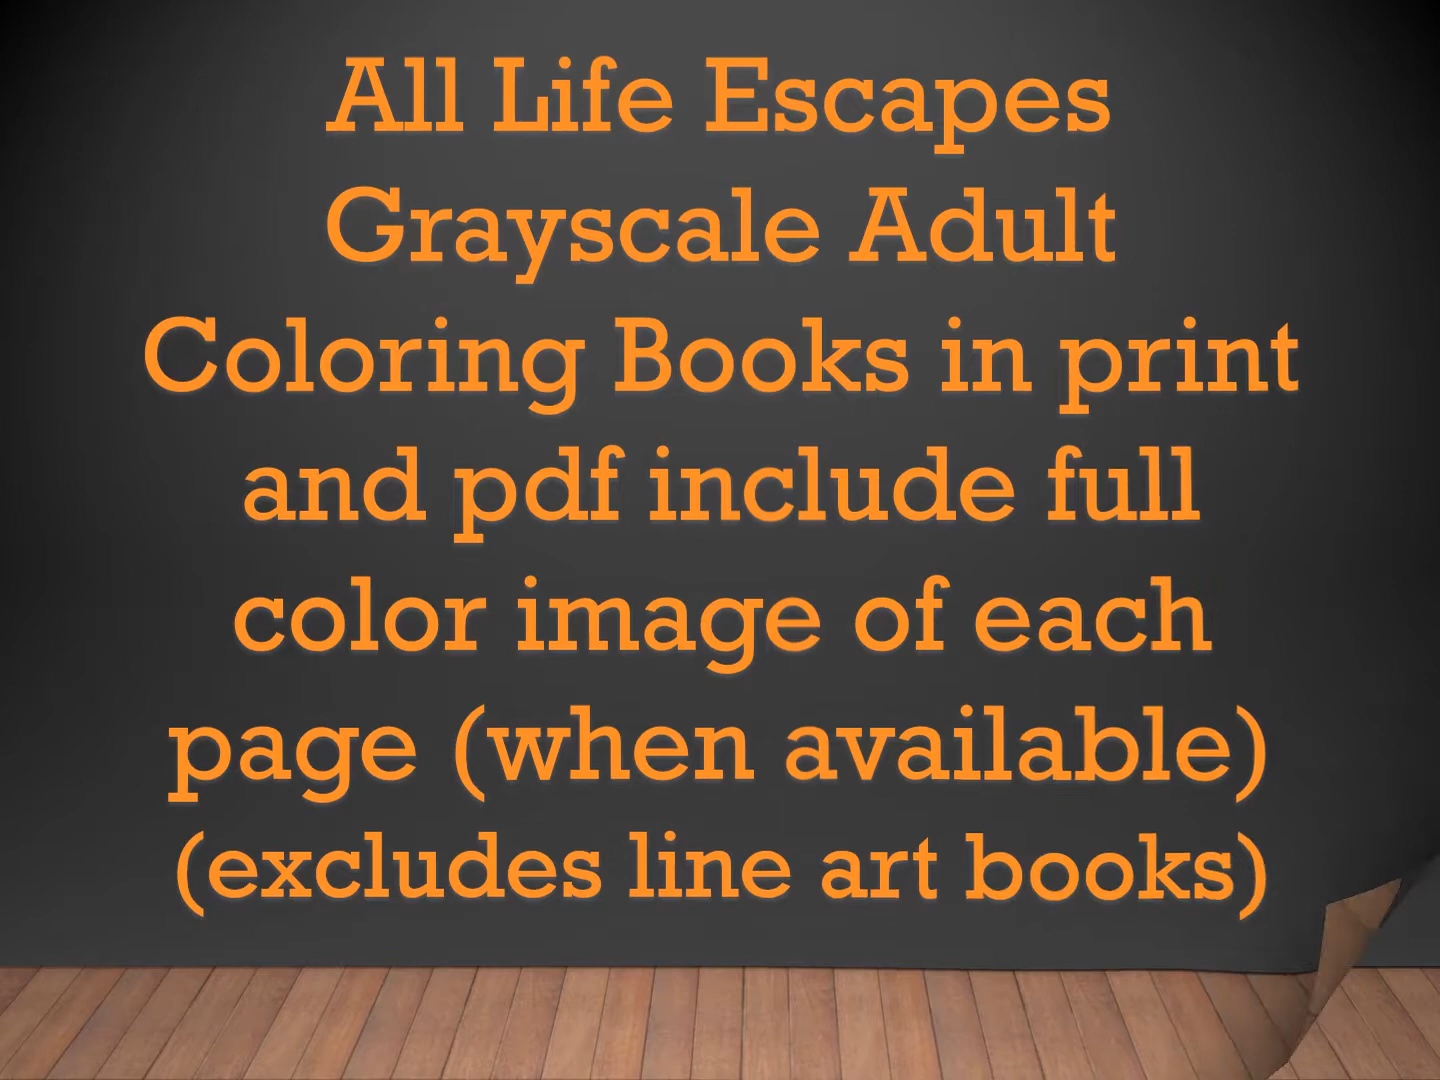 All Life Escapes
Grayscale Adult
Coloring Books in print
and pdf include full
color image of each
page (when available)
(excludes line art books)